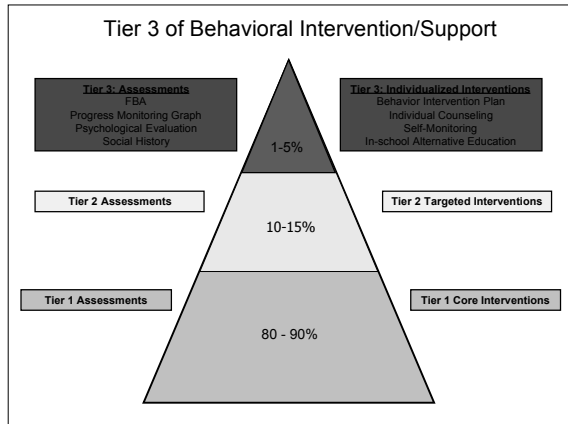 Tier 3 of Behavioral Intervention/Support
Tier 3: Assessments
FBA
Progress Monitoring Graph
Psychological Evaluation
Social History
Tier 3: Individualized Interventions
Behavior Intervention Plan
Individual Counseling
Self-Monitoring
In-school Alternative Education
1-5%
Tier 2 Assessments
10-15%
Tier 2 Targeted Interventions
Tier 1 Assessments
80 - 90%
Tier 1 Core Interventions